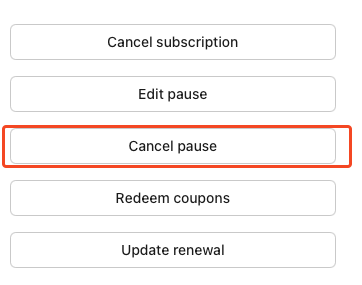 Cancel subscription
Edit pause
Cancel pause
Redeem coupons
Update renewal